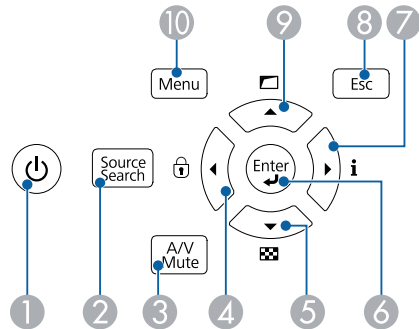 10 9 8 7
Menu
Esc
Source
Search
Enter
i
A/V
Mute
1 2 3 4 5 6